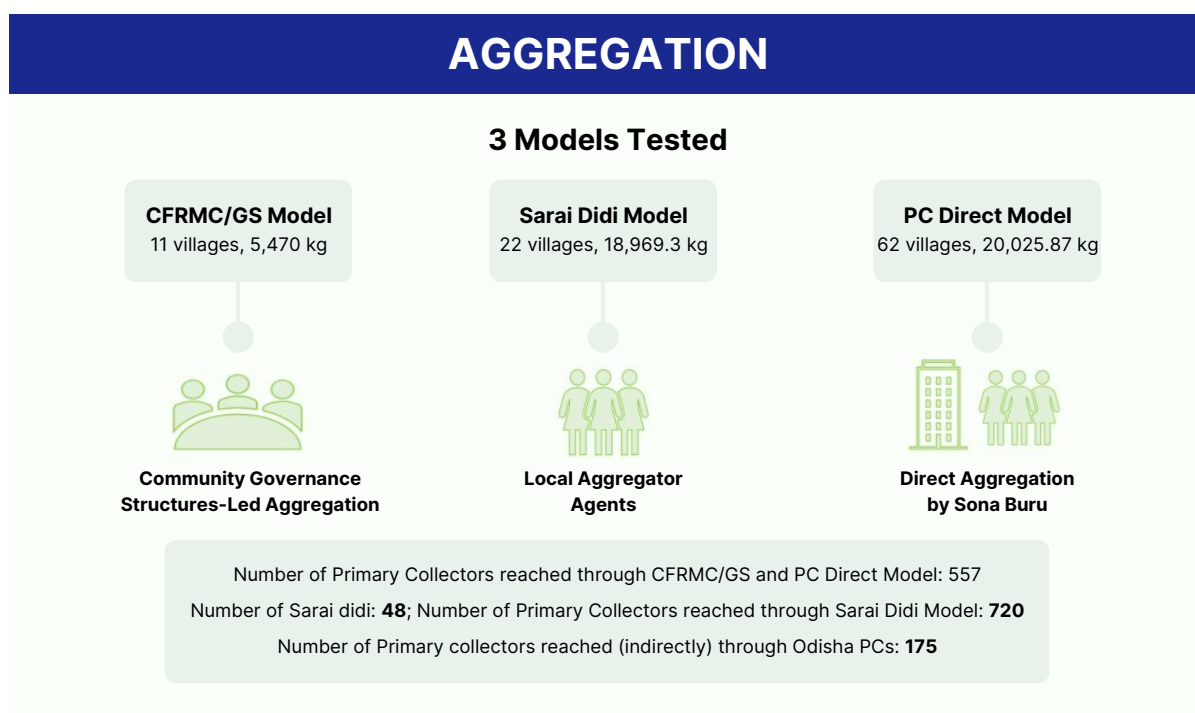 AGGREGATION
3 Models Tested
CFRMC/GS Model
11 villages, 5,470 kg
Sarai Didi Model
22 villages, 18,969.3 kg
PC Direct Model
62 villages, 20,025.87 kg
Community Governance
Structures-Led Aggregation
Local Aggregator
Agents
Direct Aggregation
by Sona Buru
Number of Primary Collectors reached through CFRMC/GS and PC Direct Model: 557
Number of Sarai didi: 48; Number of Primary Collectors reached through Sarai Didi Model: 720
Number of Primary collectors reached (indirectly) through Odisha PCs: 175